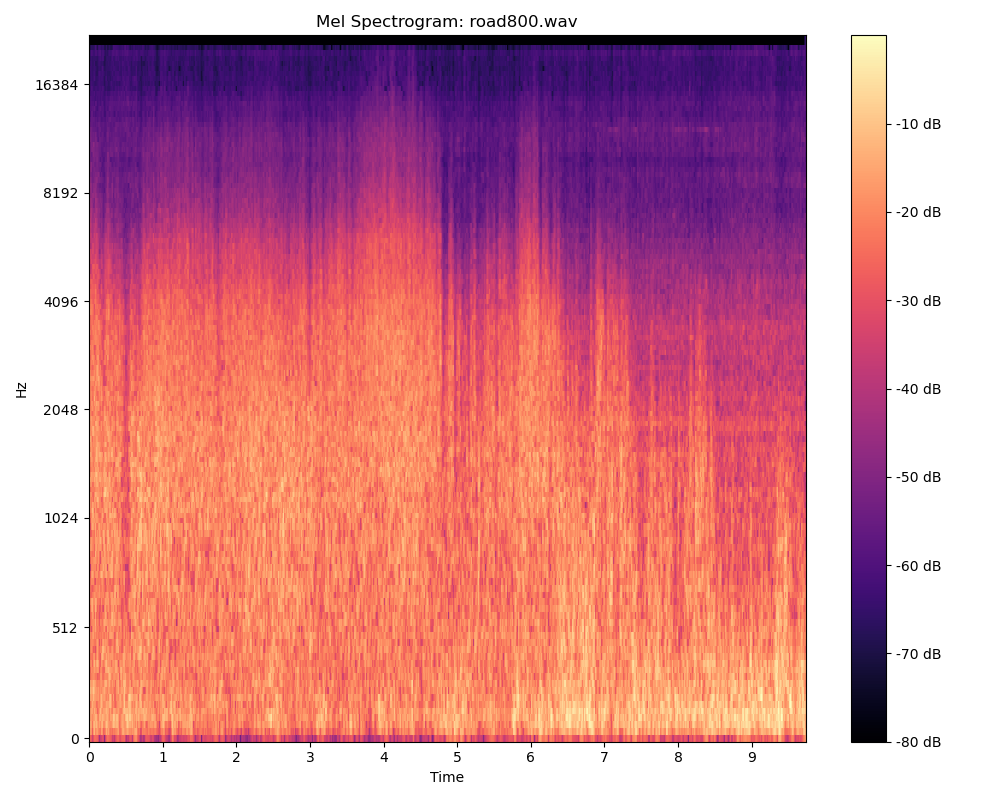 Mel Spectrogram: road800.wav
Hz
16384
8192
4096
2048
1024
512
0
0 1 2 3 4 5 6 7 8 9
Time
-10 dB
-20 dB
-30 dB
-40 dB
-50 dB
-60 dB
-70 dB
-80 dB